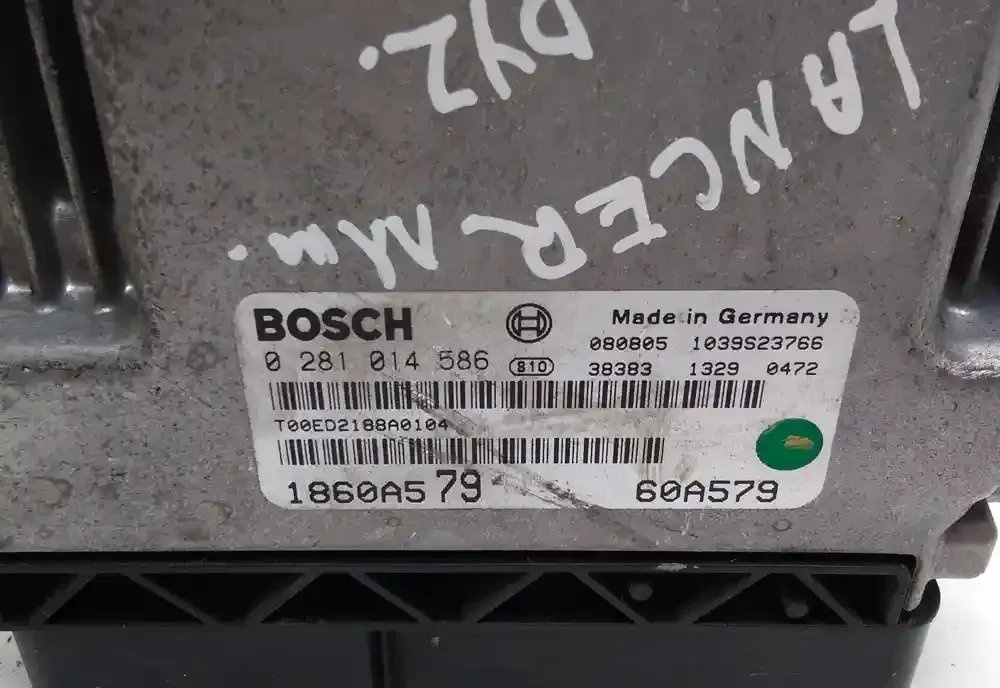 LANCER Nw.
DYZ.
BOSCH
Made in Germany
0 281 014 586 810
080805 1039S23766
38383 1329 0472
T00ED2188A0104
1860A579
60A579